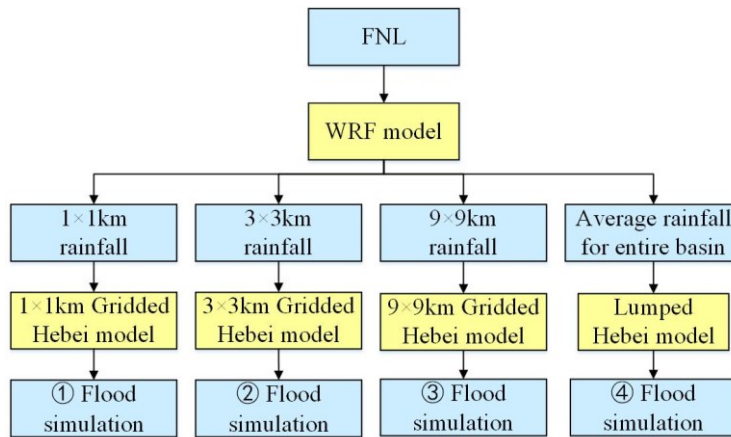 FNL
WRF model
1×1km
rainfall
3×3km
rainfall
9×9km
rainfall
Average rainfall
for entire basin
1×1km Gridded
Hebei model
3×3km Gridded
Hebei model
9×9km Gridded
Hebei model
Lumped
Hebei model
① Flood
simulation
② Flood
simulation
③ Flood
simulation
④ Flood
simulation